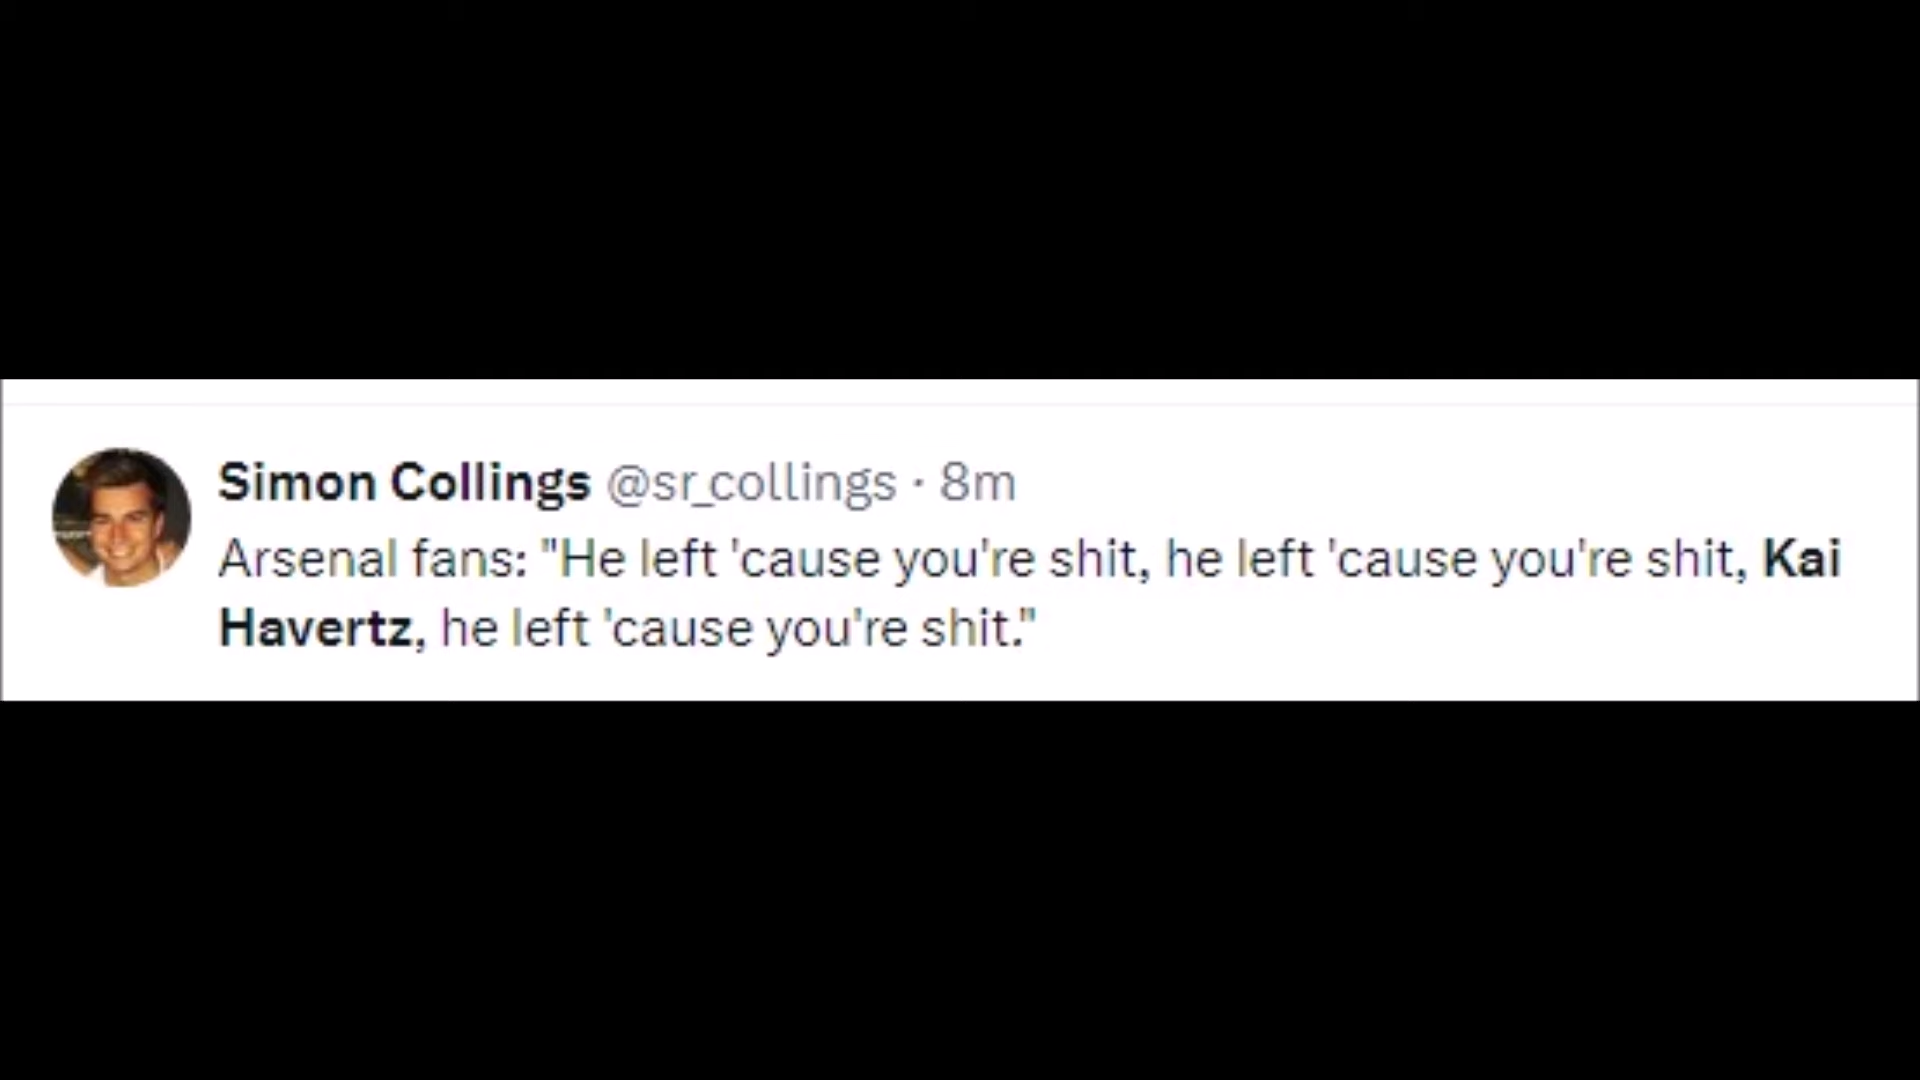 Simon Collings @sr_collings · 8m
Arsenal fans: "He left 'cause you're shit, he left 'cause you're shit, Kai
Havertz, he left 'cause you're shit."